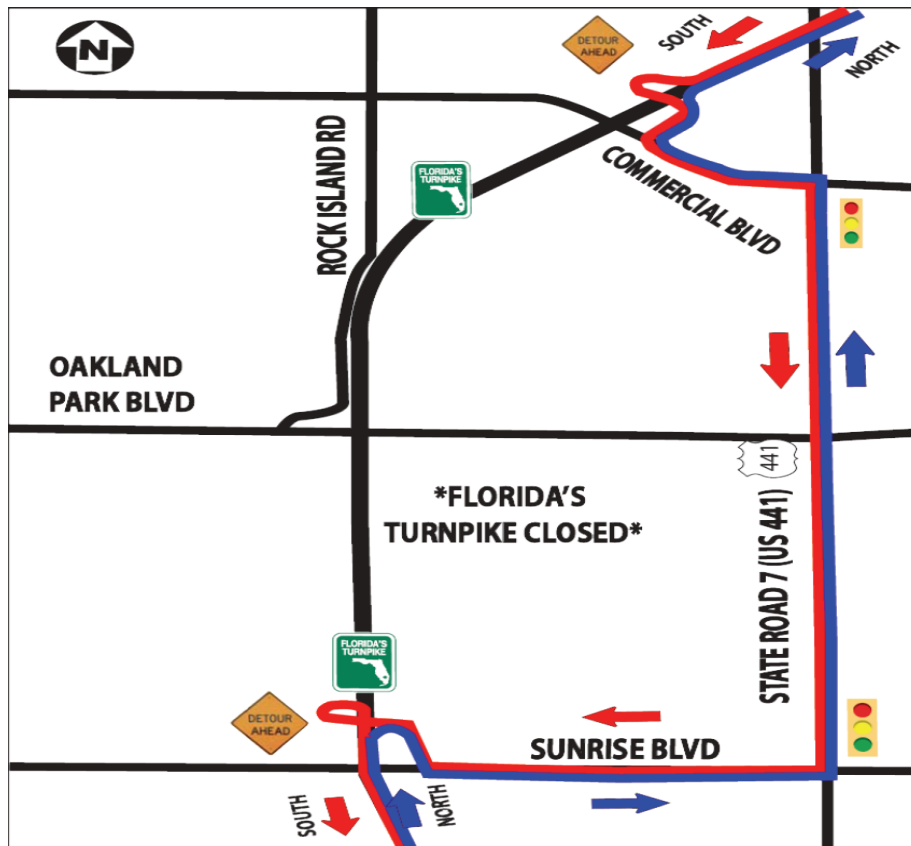 N
DETOUR
AHEAD
SOUTH
NORTH
ROCK ISLAND RD
FLORIDA'S
TURNPIKE
COMMERCIAL BLVD
OAKLAND
PARK BLVD
441
*FLORIDA'S
TURNPIKE CLOSED*
STATE ROAD 7 (US 441)
FLORIDA'S
TURNPIKE
DETOUR
AHEAD
SUNRISE BLVD
SOUTH
NORTH